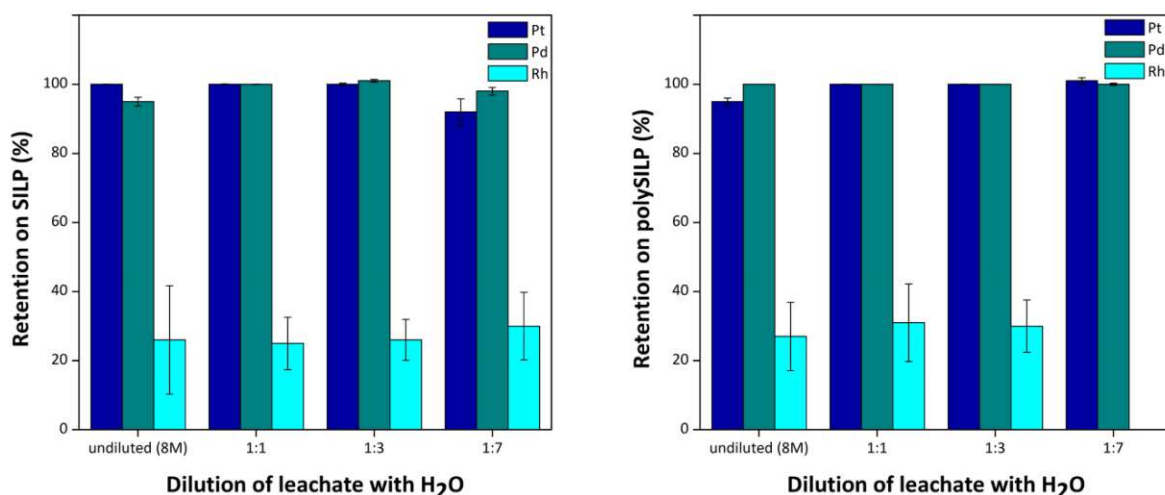 Retention on SILP (%)
100
80
60
40
20
0
Pt
Pd
Rh
undiluted (8M) 1:1 1:3 1:7
Dilution of leachate with H2O
Retention on polySILP (%)
100
80
60
40
20
0
Pt
Pd
Rh
undiluted (8M) 1:1 1:3 1:7
Dilution of leachate with H2O